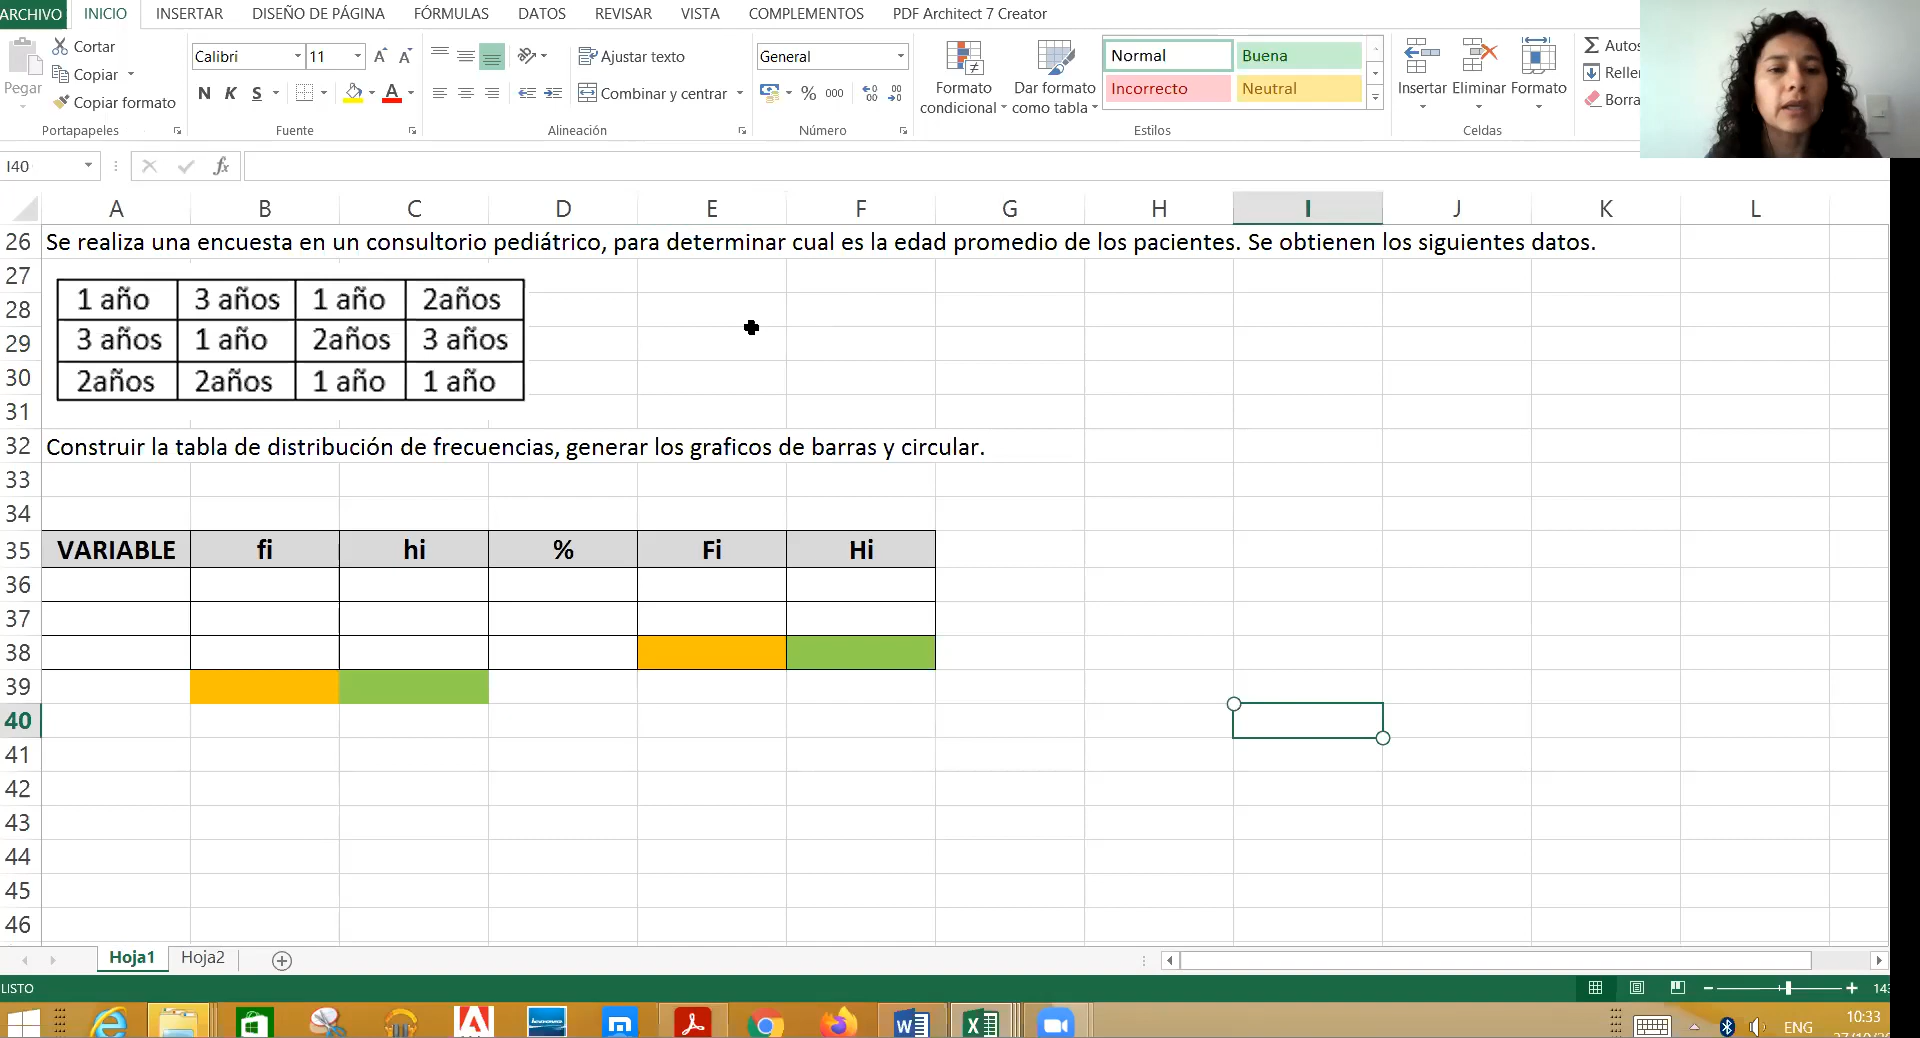 ARCHIVO INICIO INSERTAR DISEÑO DE PÁGINA FÓRMULAS DATOS REVISAR VISTA COMPLEMENTOS PDF Architect 7 Creator
Pegar
Cortar
Copiar
Copiar formato
Portapapeles
Calibri 11
N K S
Fuente
Ajustar texto
Combinar y centrar
Alineación
General
% 000
Número
Formato condicional
Dar formato como tabla
Normal Buena
Incorrecto Neutral
Estilos
Insertar Eliminar Formato
Celdas
Autos
Reller
Borra
I40 fx
A B C D E F G H I J K L
26 Se realiza una encuesta en un consultorio pediátrico, para determinar cual es la edad promedio de los pacientes. Se obtienen los siguientes datos.
27
28
29
30
31
1 año 3 años 1 año 2años
3 años 1 año 2años 3 años
2años 2años 1 año 1 año
32 Construir la tabla de distribución de frecuencias, generar los graficos de barras y circular.
33
34
35 VARIABLE fi hi % Fi Hi
36
37
38
39
40
41
42
43
44
45
46
Hoja1 Hoja2
LISTO
ENG
10:33